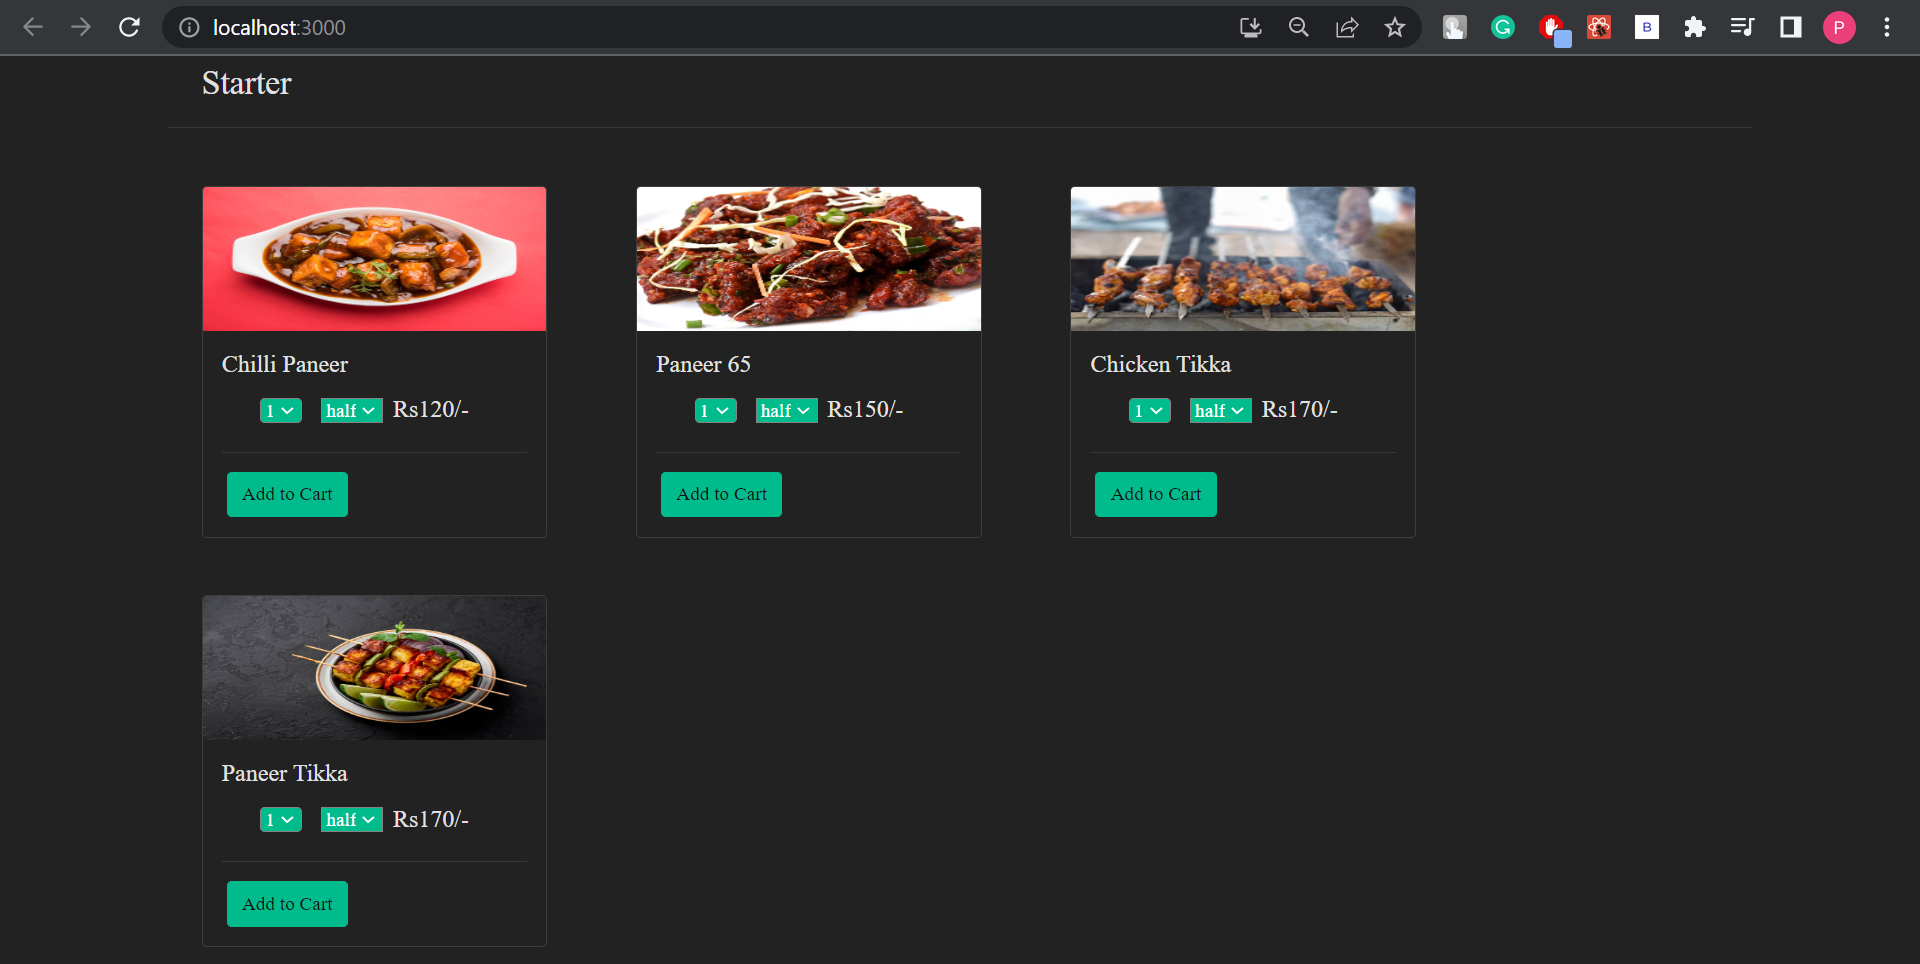 localhost:3000
G
B
P
Starter
Chilli Paneer
1 half Rs120/-
Add to Cart
Paneer 65
1 half Rs150/-
Add to Cart
Chicken Tikka
1 half Rs170/-
Add to Cart
Paneer Tikka
1 half Rs170/-
Add to Cart